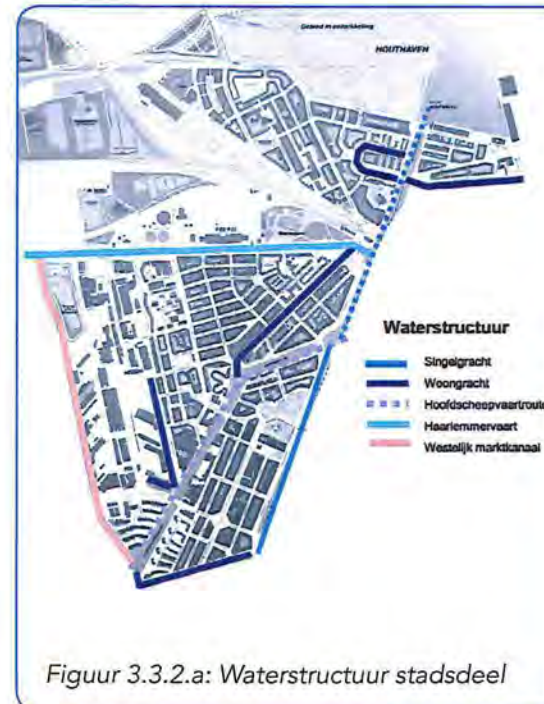 HOUTHAVEN
Waterstructuur
Singelgracht
Woongracht
Hoofdscheepvaartroute
Haarlemmervaart
Westelijk marktkanaal
Figuur 3.3.2.a: Waterstructuur stadsdeel